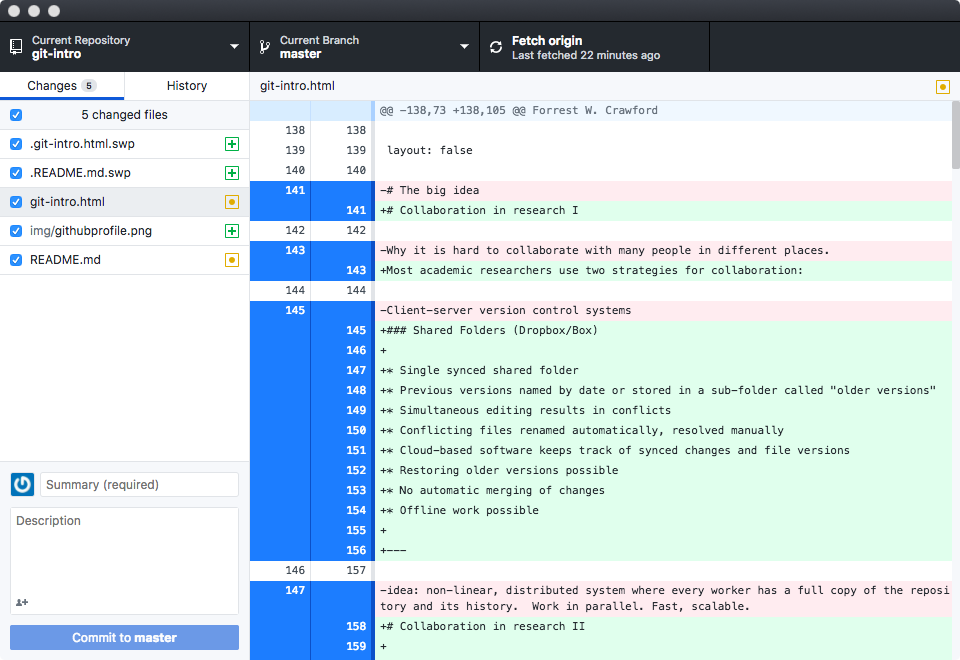 Current Repository
git-intro
Current Branch
master
Fetch origin
Last fetched 22 minutes ago
Changes 5
History
git-intro.html
5 changed files
.git-intro.html.swp
.README.md.swp
git-intro.html
img/githubprofile.png
README.md
Summary (required)
Description
Commit to master
@@ -138,73 +138,105 @@ Forrest W. Crawford
138 138
139 139 layout: false
140 140
141 -# The big idea
141 +# Collaboration in research I
142 142
143 -Why it is hard to collaborate with many people in different places.
143 +Most academic researchers use two strategies for collaboration:
144 144
145 -Client-server version control systems
145 +### Shared Folders (Dropbox/Box)
146 +
147 +* Single synced shared folder
148 +* Previous versions named by date or stored in a sub-folder called "older versions"
149 +* Simultaneous editing results in conflicts
150 +* Conflicting files renamed automatically, resolved manually
151 +* Cloud-based software keeps track of synced changes and file versions
152 +* Restoring older versions possible
153 +* No automatic merging of changes
154 +* Offline work possible
155 +
156 +---
146 157
147 -idea: non-linear, distributed system where every worker has a full copy of the reposi
tory and its history.  Work in parallel. Fast, scalable.
158 +# Collaboration in research II
159 +